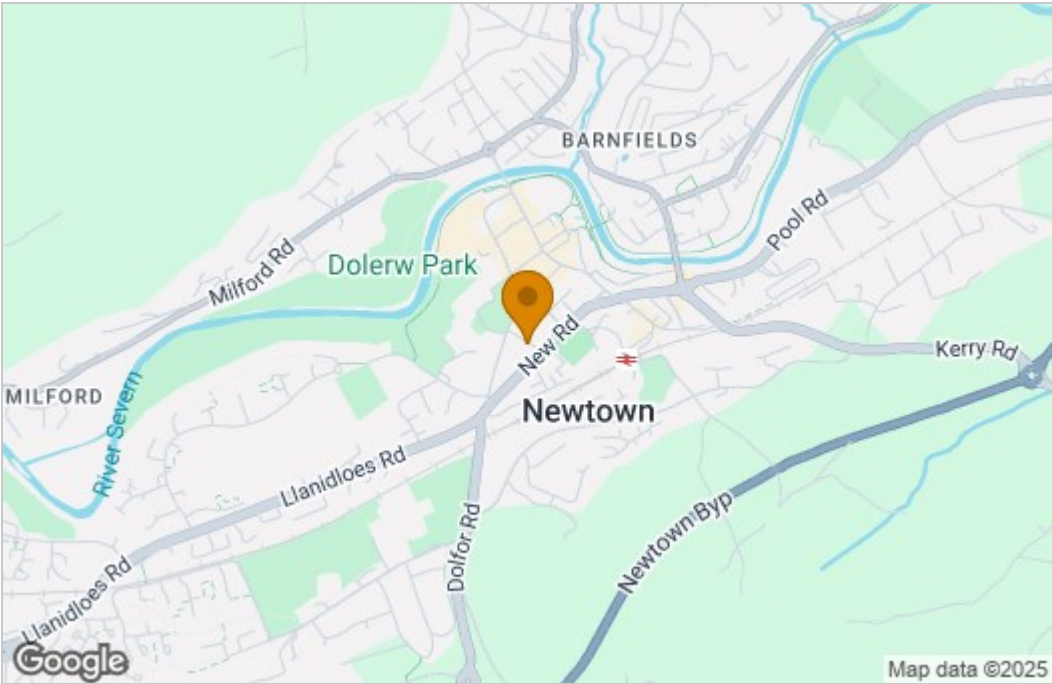 BARNFIELDS
Pool Rd
Dolerw Park
Milford Rd
New Rd
Kerry Rd
MILFORD
Newtown
River Severn
Llanidloes Rd
Newtown Byp
Dolfor Rd
Llanidloes Rd
Google
Map data ©2025